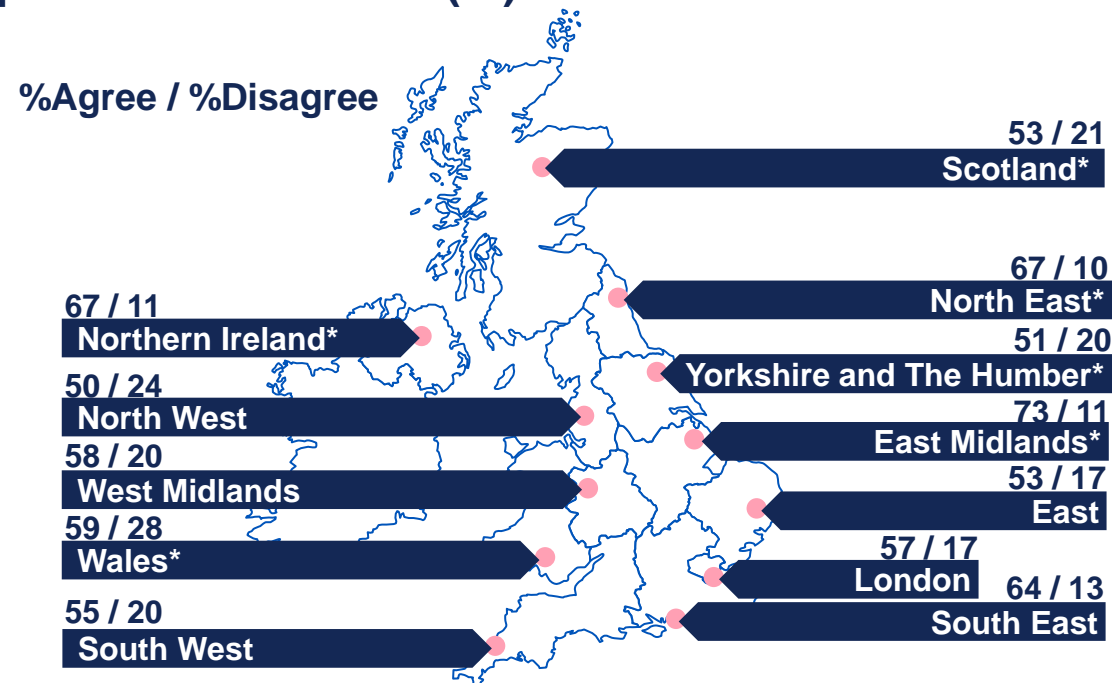 %Agree / %Disagree
53 / 21
Scotland*
67 / 10
North East*
67 / 11
Northern Ireland*
51 / 20
Yorkshire and The Humber*
50 / 24
North West
73 / 11
East Midlands*
58 / 20
West Midlands
53 / 17
East
59 / 28
Wales*
57 / 17
London
64 / 13
South East
55 / 20
South West